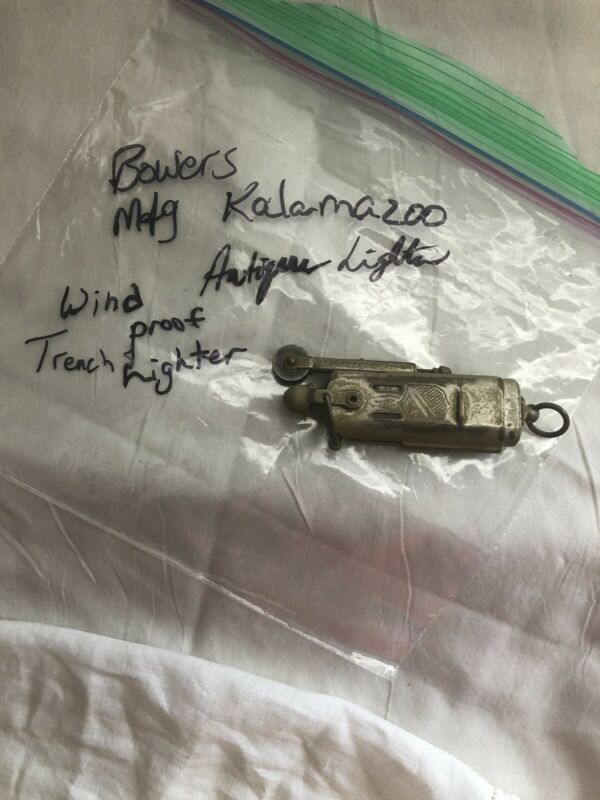 Bowers
Mfg Kalamazoo
Antique Lighter
Wind
proof
Trench Lighter